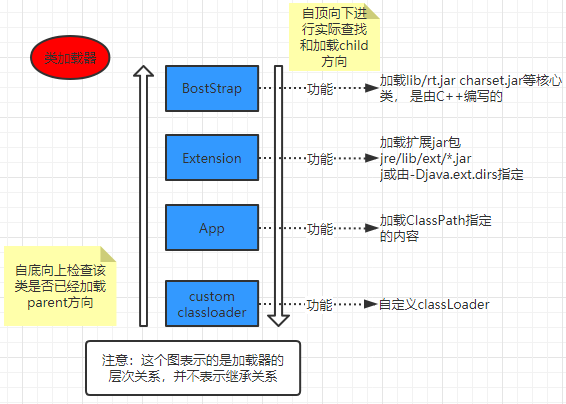 类加载器
自顶向下进
行实际查找
和加载child
方向
BostStrap
功能
加载lib/rt.jar charset.jar等核心
类， 是由C++编写的
Extension
功能
加载扩展jar包
jre/lib/ext/*.jar
j或由-Djava.ext.dirs指定
App
功能
加载ClassPath指定
的内容
自底向上检查该
类是否已经加载
parent方向
custom
classloader
功能
自定义classLoader
注意：这个图表示的是加载器的
层次关系，并不表示继承关系